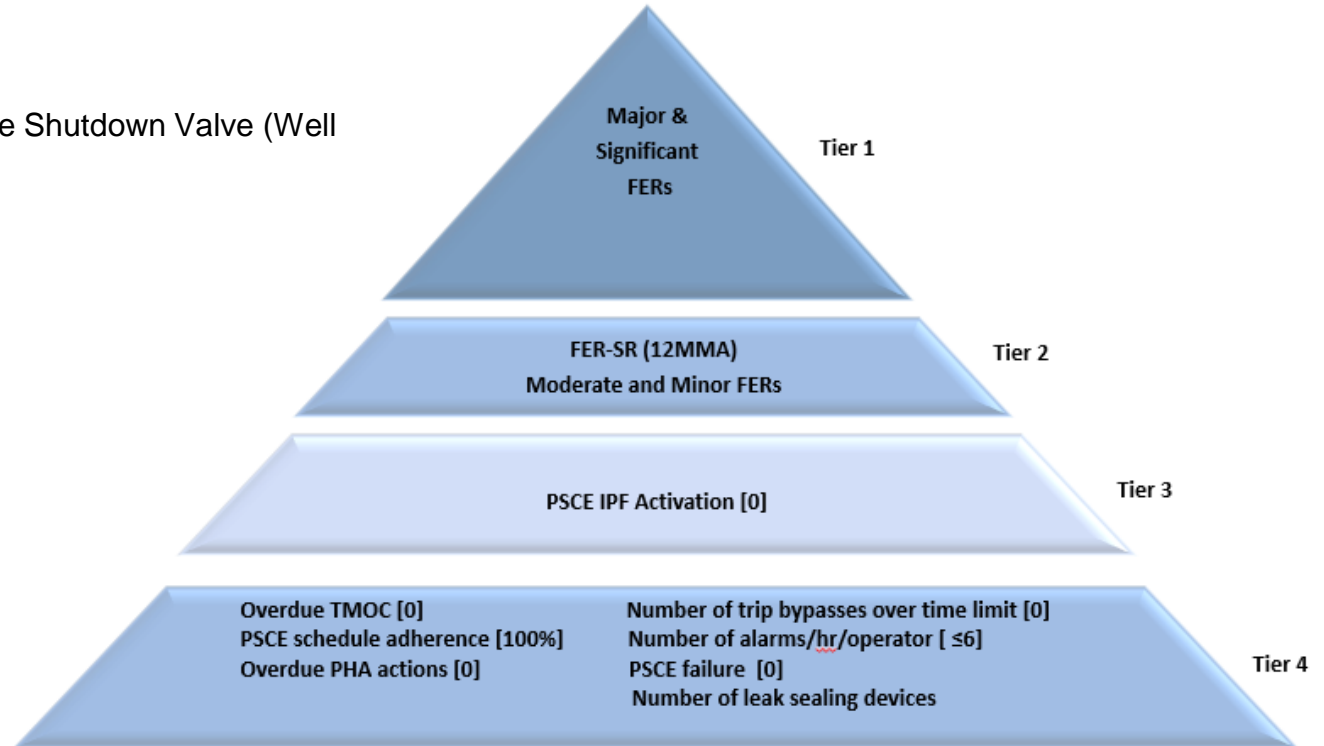 e Shutdown Valve (Well
Major &
Significant
FERs
Tier 1
FER-SR (12MMA)
Moderate and Minor FERs
Tier 2
PSCE IPF Activation [0]
Tier 3
Overdue TMOC [0]
PSCE schedule adherence [100%]
Overdue PHA actions [0]
Number of trip bypasses over time limit [0]
Number of alarms/hr/operator [ ≤6]
PSCE failure  [0]
Number of leak sealing devices
Tier 4